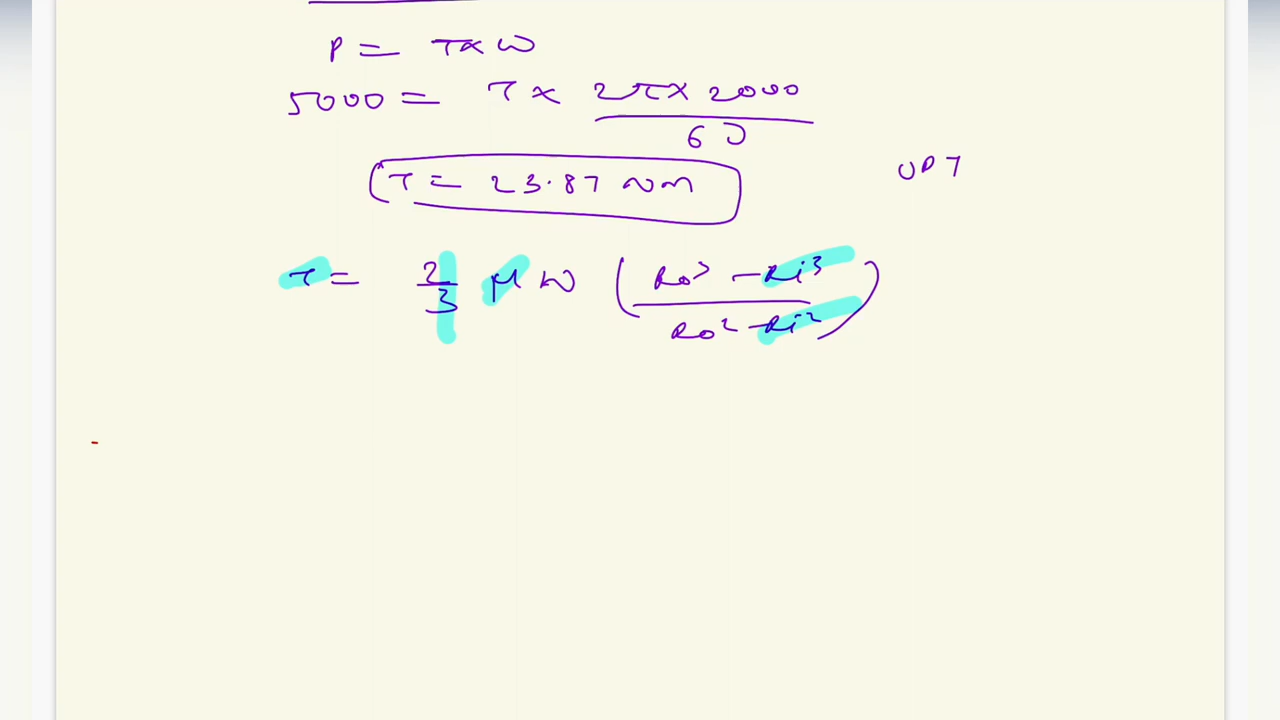 P = T × ω
5000 = T × 2π × 2000 / 60
T = 23.87 Nm
UPT
T = 2/3 μ W (Ro³ - Ri³ / Ro² - Ri²)